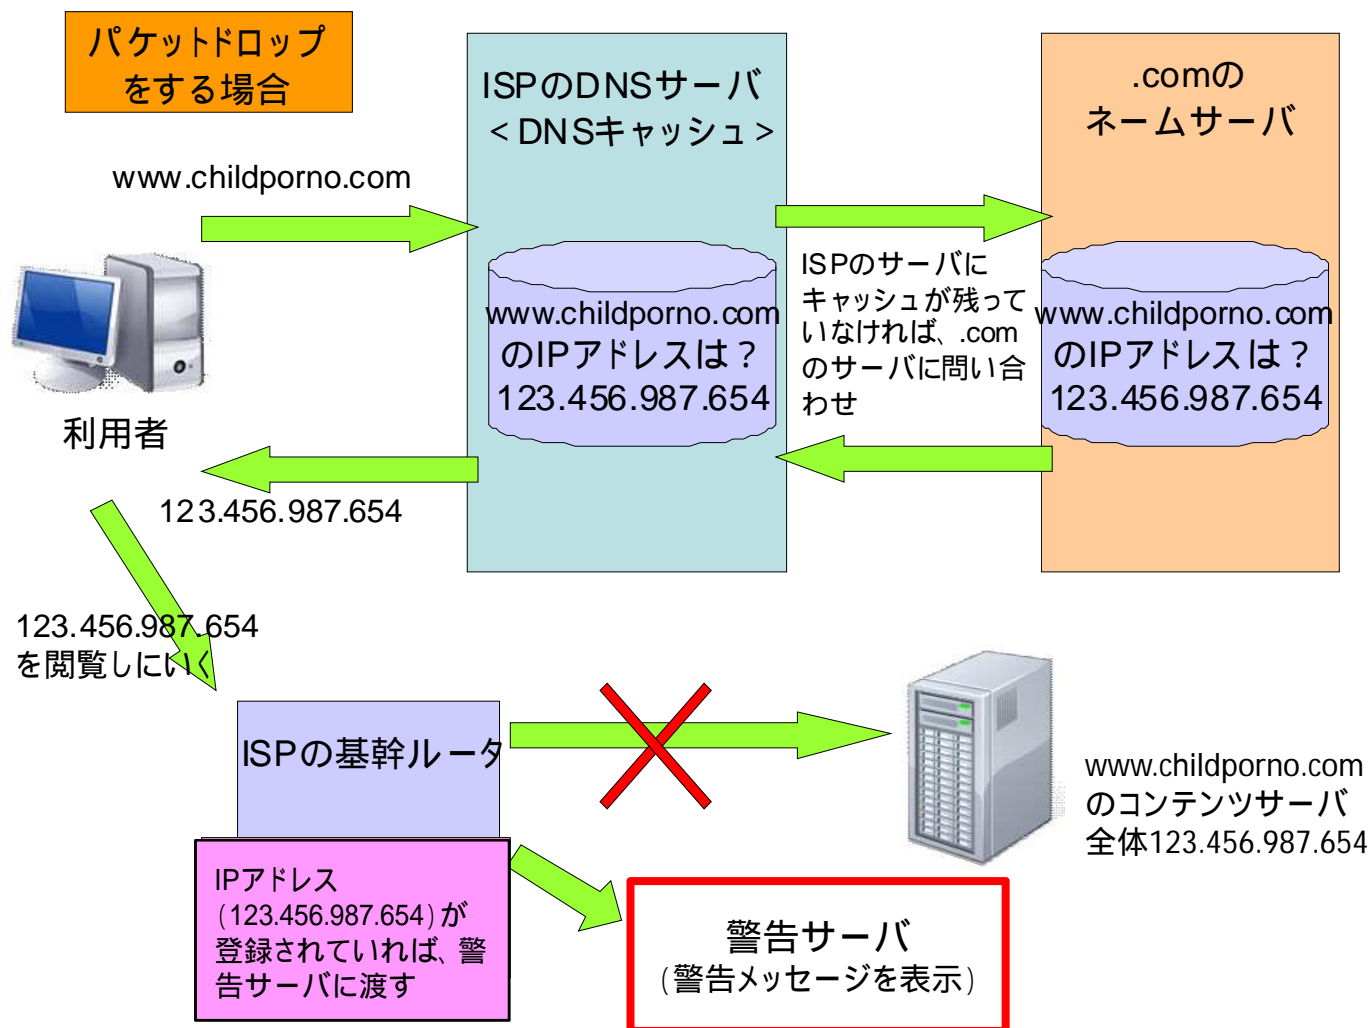 パケットドロップ
をする場合
ISPのDNSサーバ
<DNSキャッシュ>
.comの
ネームサーバ
www.childporno.com
www.childporno.com
のIPアドレスは?
123.456.987.654
ISPのサーバに
キャッシュが残って
いなければ、.com
のサーバに問い合
わせ
www.childporno.com
のIPアドレスは?
123.456.987.654
利用者
123.456.987.654
123.456.987.654
を閲覧しにいく
ISPの基幹ルータ
www.childporno.com
のコンテンツサーバ
全体123.456.987.654
IPアドレス
(123.456.987.654)が
登録されていれば、警
告サーバに渡す
警告サーバ
(警告メッセージを表示)